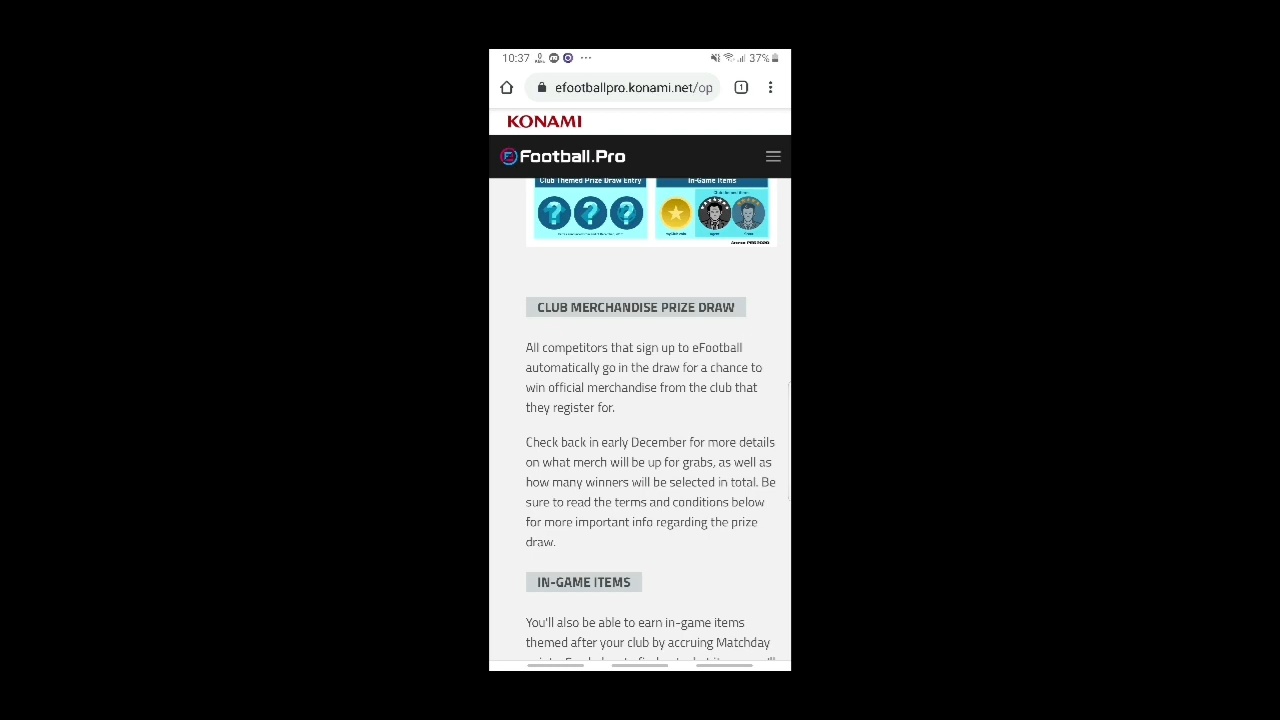 10:37 37%
efootballpro.konami.net/op 1
KONAMI
Football.Pro
Club Themed Prize Draw Entry In-Game Items
CLUB MERCHANDISE PRIZE DRAW
All competitors that sign up to eFootball
automatically go in the draw for a chance to
win official merchandise from the club that
they register for.
Check back in early December for more details
on what merch will be up for grabs, as well as
how many winners will be selected in total. Be
sure to read the terms and conditions below
for more important info regarding the prize
draw.
IN-GAME ITEMS
You'll also be able to earn in-game items
themed after your club by accruing Matchday